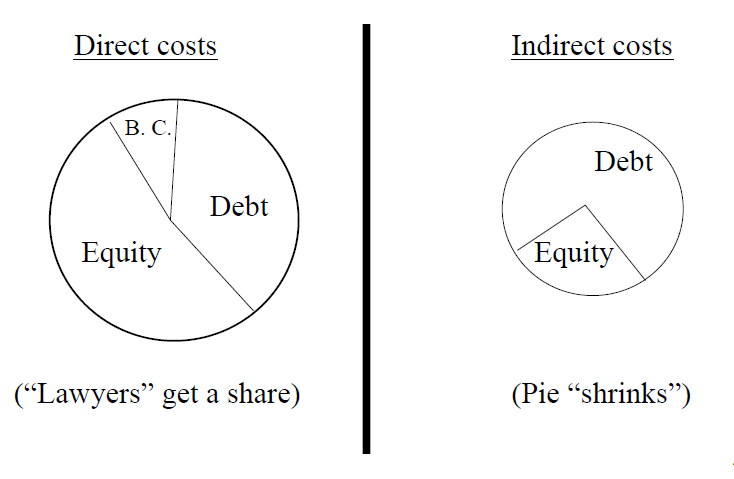 Direct costs
B. C.
Debt
Equity
(“Lawyers” get a share)
Indirect costs
Debt
Equity
(Pie “shrinks”)